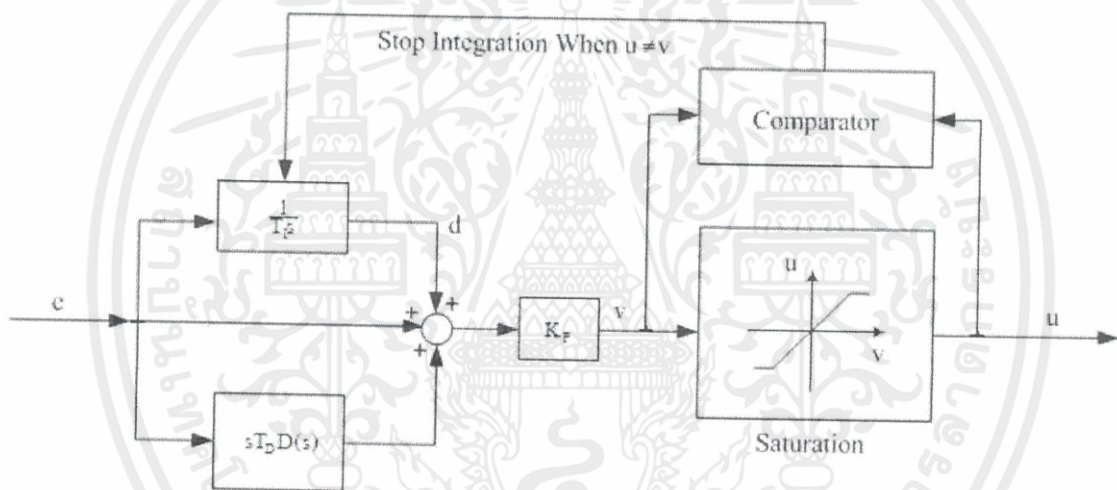 Stop Integration When u ≠ v
Comparator
1
T_I s
d
e
+
+
+
K_P
v
u
v
u
sT_D D(s)
Saturation